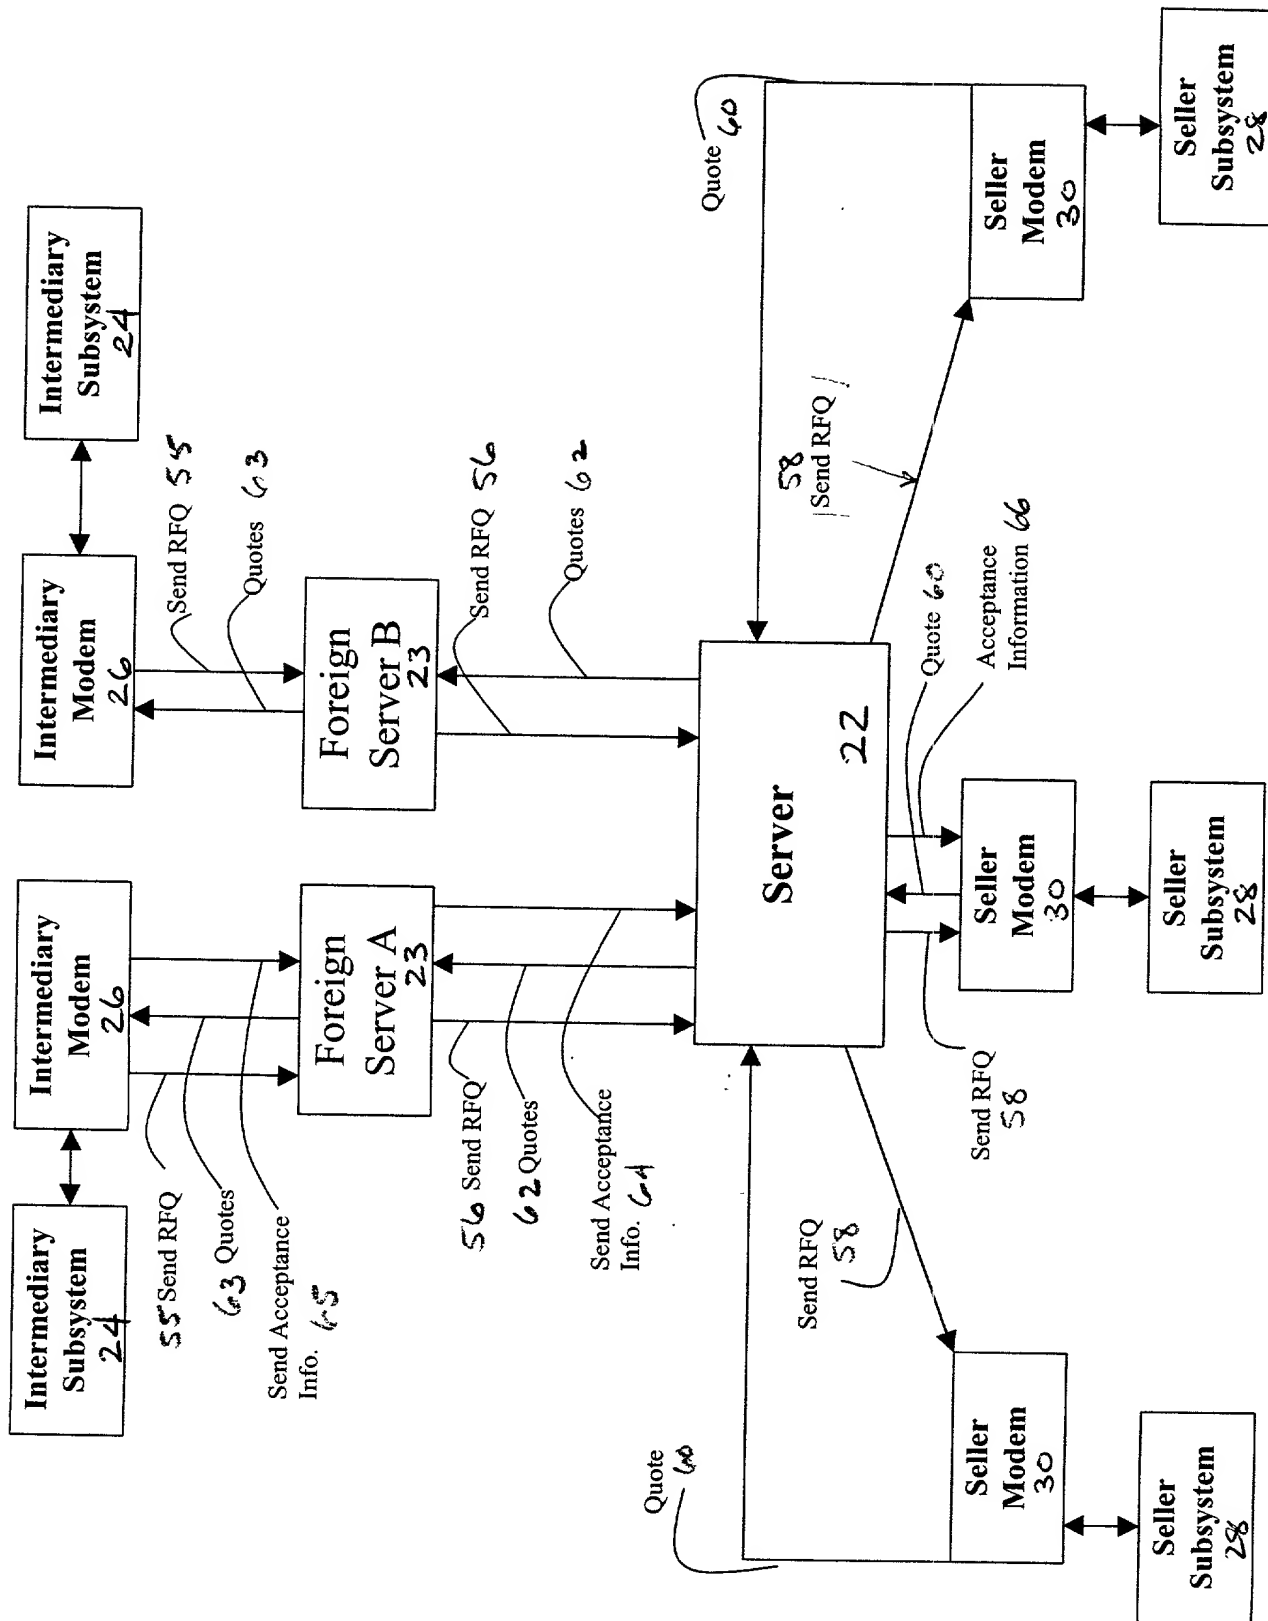 Intermediary
Subsystem
24
Intermediary
Modem
26
Intermediary
Modem
26
Intermediary
Subsystem
24
55 Send RFQ
63 Quotes
Send Acceptance
Info. 65
Send RFQ 55
Quotes 63
Foreign
Server A
23
Foreign
Server B
23
56 Send RFQ
62 Quotes
Send Acceptance
Info. 64
Send RFQ 56
Quotes 62
Server
22
Quote
60
Send RFQ
58
Send RFQ
58
Quote 60
Acceptance
Information 66
58
Send RFQ
Quote
60
Seller
Modem
30
Seller
Modem
30
Seller
Modem
30
Seller
Subsystem
28
Seller
Subsystem
28
Seller
Subsystem
28